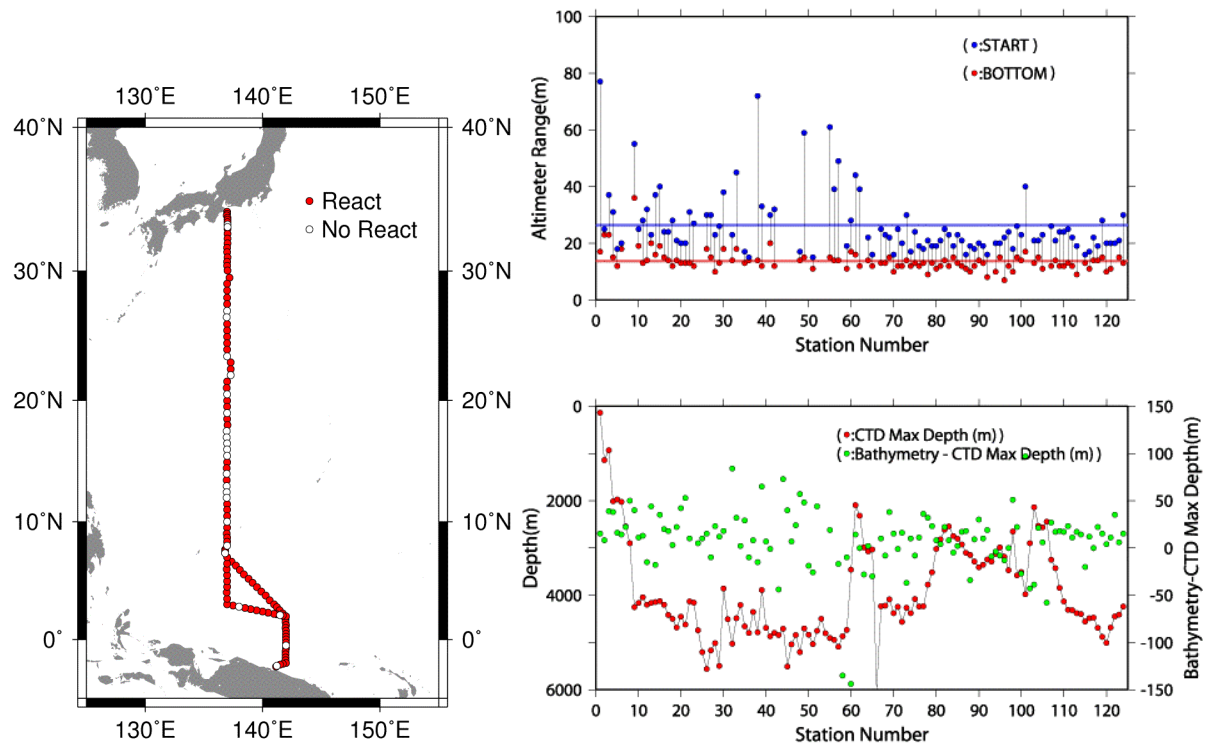 130˚E 140˚E 150˚E
40˚N 40˚N
React
No React
30˚N 30˚N
20˚N 20˚N
10˚N 10˚N
0˚ 0˚
130˚E 140˚E 150˚E
100
80
60
40
20
0
Altimeter Range(m)
( :START )
( :BOTTOM )
0 10 20 30 40 50 60 70 80 90 100 110 120
Station Number
0 150
100
2000 50
0
4000 -50
-100
6000 -150
Depth(m)
Bathymetry-CTD Max Depth(m)
( :CTD Max Depth (m) )
( :Bathymetry - CTD Max Depth (m) )
0 10 20 30 40 50 60 70 80 90 100 110 120
Station Number